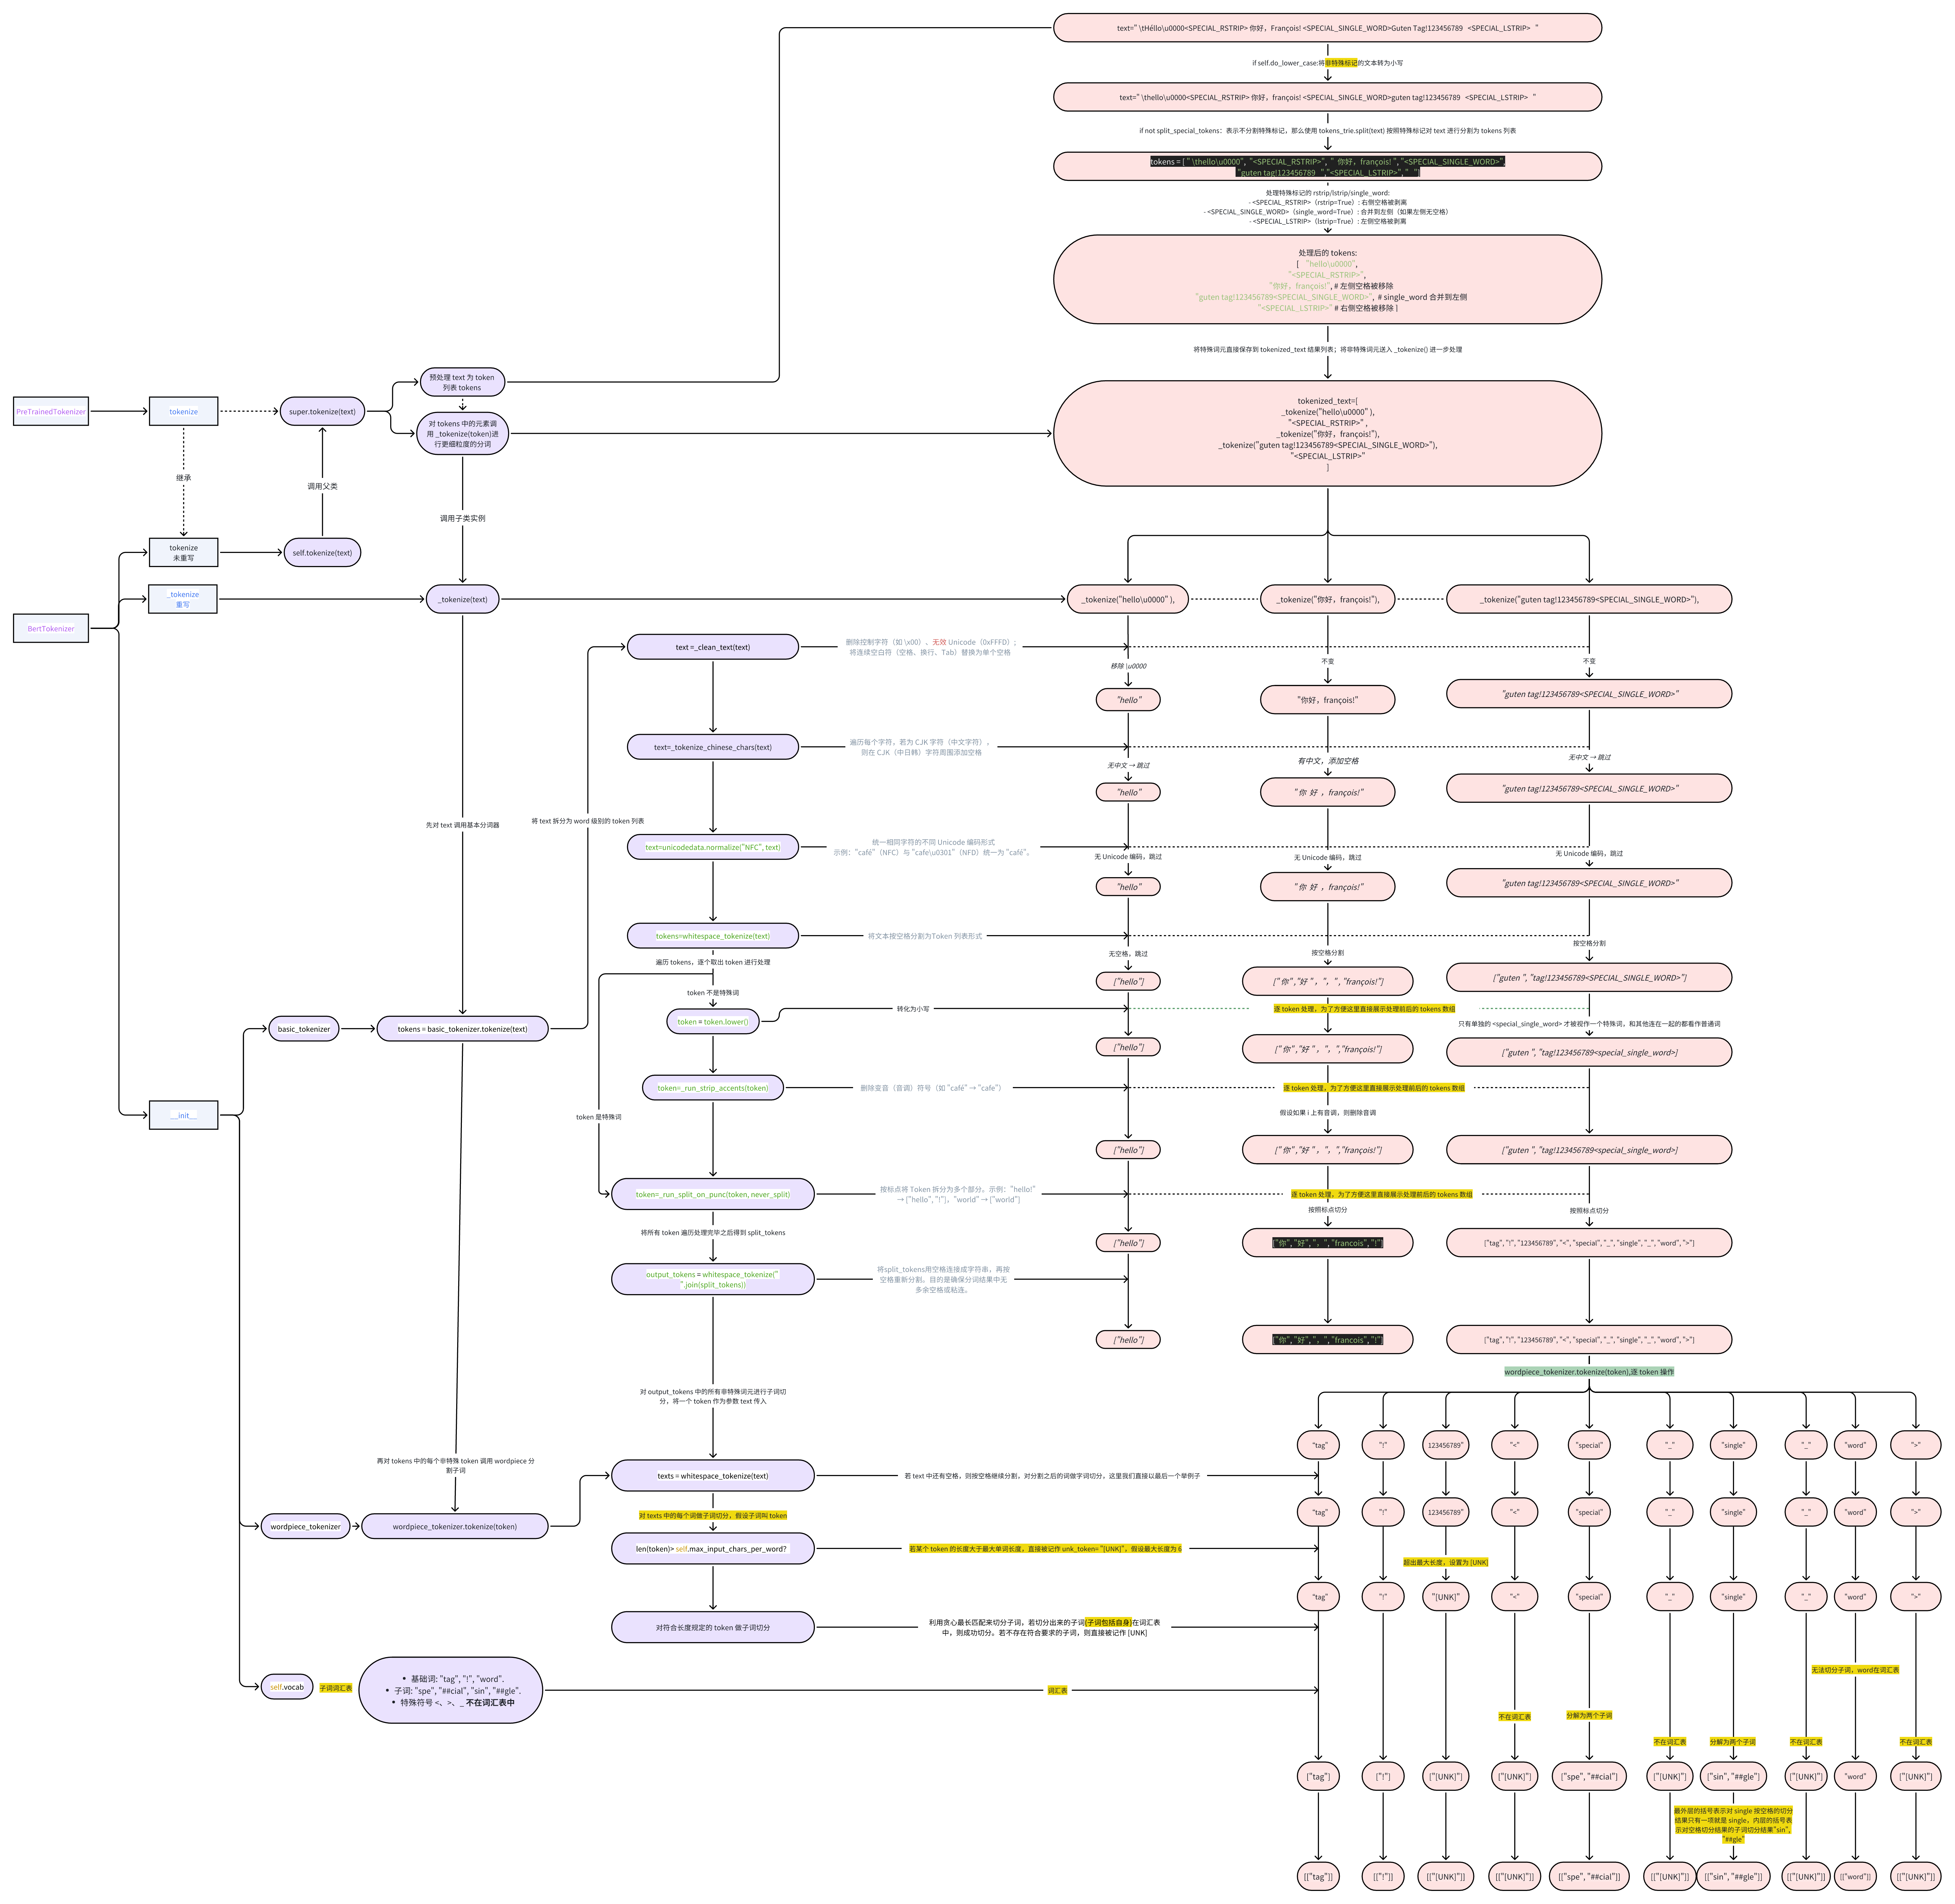 text=" \tHéllo\u0000<SPECIAL_RSTRIP> 你好，François! <SPECIAL_SINGLE_WORD>Guten Tag!123456789   <SPECIAL_LSTRIP>   "
if self.do_lower_case:将非特殊标记的文本转为小写
text=" \thello\u0000<SPECIAL_RSTRIP> 你好，françois! <SPECIAL_SINGLE_WORD>guten tag!123456789   <SPECIAL_LSTRIP>   "
if not split_special_tokens：表示不分割特殊标记，那么使用 tokens_trie.split(text) 按照特殊标记对 text 进行分割为 tokens 列表
tokens = [ " \thello\u0000", "<SPECIAL_RSTRIP>", " 你好，françois! ", "<SPECIAL_SINGLE_WORD>",
"guten tag!123456789   ","<SPECIAL_LSTRIP>", "   "]
处理特殊标记的 rstrip/lstrip/single_word:
- <SPECIAL_RSTRIP>（rstrip=True）: 右侧空格被剥离
- <SPECIAL_SINGLE_WORD>（single_word=True）: 合并到左侧（如果左侧无空格）
- <SPECIAL_LSTRIP>（lstrip=True）: 左侧空格被剥离
处理后的 tokens:
[ "hello\u0000",
"<SPECIAL_RSTRIP>",
"你好，françois!", # 左侧空格被移除
"guten tag!123456789<SPECIAL_SINGLE_WORD>", # single_word 合并到左侧
"<SPECIAL_LSTRIP>" # 右侧空格被移除 ]
将特殊词元直接保存到 tokenized_text 结果列表；将非特殊词元送入 _tokenize() 进一步处理
预处理 text 为 token
列表 tokens
PreTrainedTokenizer
tokenize
super.tokenize(text)
对 tokens 中的元素调
用 _tokenize(token)进
行更细粒度的分词
tokenized_text=[
_tokenize("hello\u0000" ),
"<SPECIAL_RSTRIP>" ,
_tokenize("你好，françois!"),
_tokenize("guten tag!123456789<SPECIAL_SINGLE_WORD>"),
"<SPECIAL_LSTRIP>"
]
继承
调用父类
调用子类实例
tokenize
未重写
self.tokenize(text)
_tokenize
重写
_tokenize(text)
_tokenize("hello\u0000" ),
_tokenize("你好，françois!"),
_tokenize("guten tag!123456789<SPECIAL_SINGLE_WORD>"),
BertTokenizer
text =_clean_text(text)
删除控制字符（如 \x00）、无效 Unicode（0xFFFD）；
将连续空白符（空格、换行、Tab）替换为单个空格
移除 \u0000
不变
不变
"hello"
"你好，françois!"
"guten tag!123456789<SPECIAL_SINGLE_WORD>"
text=_tokenize_chinese_chars(text)
遍历每个字符，若为 CJK 字符（中文字符），
则在 CJK（中日韩）字符周围添加空格
无中文 → 跳过
有中文，添加空格
无中文 → 跳过
"hello"
" 你  好 ，françois!"
"guten tag!123456789<SPECIAL_SINGLE_WORD>"
先对 text 调用基本分词器
将 text 拆分为 word 级别的 token 列表
text=unicodedata.normalize("NFC", text)
统一相同字符的不同 Unicode 编码形式
示例："café"（NFC）与 "cafe\u0301"（NFD）统一为 "café"。
无 Unicode 编码，跳过
无 Unicode 编码，跳过
无 Unicode 编码，跳过
"hello"
" 你  好 ，françois!"
"guten tag!123456789<SPECIAL_SINGLE_WORD>"
tokens=whitespace_tokenize(text)
将文本按空格分割为Token 列表形式
遍历 tokens，逐个取出 token 进行处理
无空格，跳过
按空格分割
按空格分割
["hello"]
[" 你" ,"好 " ， "，", "françois!"]
["guten ", "tag!123456789<SPECIAL_SINGLE_WORD>"]
token 不是特殊词
token = token.lower()
转化为小写
逐 token 处理，为了方便这里直接展示处理前后的 tokens 数组
只有单独的 <special_single_word> 才被视作一个特殊词，和其他连在一起的都看作普通词
basic_tokenizer
tokens = basic_tokenizer.tokenize(text)
["hello"]
[" 你" ,"好 " ， "，","françois!"]
["guten ", "tag!123456789<special_single_word>]
token=_run_strip_accents(token)
删除变音（音调）符号（如 "café" → "cafe"）
逐 token 处理，为了方便这里直接展示处理前后的 tokens 数组
__init__
token 是特殊词
假设如果 i 上有音调，则删除音调
["hello"]
[" 你" ,"好 " ， "，","françois!"]
["guten ", "tag!123456789<special_single_word>]
token=_run_split_on_punc(token, never_split)
按标点将 Token 拆分为多个部分。示例："hello!"
→ ["hello", "!"]，"world" → ["world"]
逐 token 处理，为了方便这里直接展示处理前后的 tokens 数组
按照标点切分
按照标点切分
将所有 token 遍历处理完毕之后得到 split_tokens
["hello"]
["你", "好", "，", "francois", "!"]
["tag", "!", "123456789", "<", "special", "_", "single", "_", "word", ">"]
output_tokens = whitespace_tokenize("
".join(split_tokens))
将split_tokens用空格连接成字符串，再按
空格重新分割。目的是确保分词结果中无
多余空格或粘连。
["hello"]
["你", "好", "，", "francois", "!"]
["tag", "!", "123456789", "<", "special", "_", "single", "_", "word", ">"]
wordpiece_tokenizer.tokenize(token),逐 token 操作
对 output_tokens 中的所有非特殊词元进行子词切
分，将一个 token 作为参数 text 传入
"tag"
"!"
123456789"
"<"
"special"
"_"
"single"
"_"
"word"
">"
再对 tokens 中的每个非特殊 token 调用 wordpiece 分
割子词
texts = whitespace_tokenize(text)
若 text 中还有空格，则按空格继续分割，对分割之后的词做字词切分，这里我们直接以最后一个举例子
对 texts 中的每个词做子词切分，假设子词叫 token
"tag"
"!"
123456789"
"<"
"special"
"_"
"single"
"_"
"word"
">"
wordpiece_tokenizer
wordpiece_tokenizer.tokenize(token)
len(token)> self.max_input_chars_per_word?
若某个 token 的长度大于最大单词长度，直接被记作 unk_token= "[UNK]"，假设最大长度为 6
超出最大长度，设置为 [UNK]
"tag"
"!"
"[UNK]"
"<"
"special"
"_"
"single"
"_"
"word"
">"
对符合长度规定的 token 做子词切分
利用贪心最长匹配来切分子词，若切分出来的子词(子词包括自身)在词汇表
中，则成功切分。若不存在符合要求的子词，则直接被记作 [UNK]
无法切分子词，word在词汇表
self.vocab
子词词汇表
• 基础词: "tag", "!", "word".
• 子词: "spe", "##cial", "sin", "##gle".
• 特殊符号 <、>、_ 不在词汇表中
词汇表
不在词汇表
分解为两个子词
不在词汇表
分解为两个子词
不在词汇表
不在词汇表
["tag"]
["!"]
["[UNK]"]
["[UNK]"]
["spe", "##cial"]
["[UNK]"]
["sin", "##gle"]
["[UNK]"]
"word"
["[UNK]"]
最外层的括号表示对 single 按空格的切分
结果只有一项就是 single，内层的括号表
示对空格切分结果的子词切分结果"sin",
"##gle"
[["tag"]]
[["!"]]
[["[UNK]"]]
[["[UNK]"]]
[["spe", "##cial"]]
[["[UNK]"]]
[["sin", "##gle"]]
[["[UNK]"]]
[["word"]]
[["[UNK]"]]